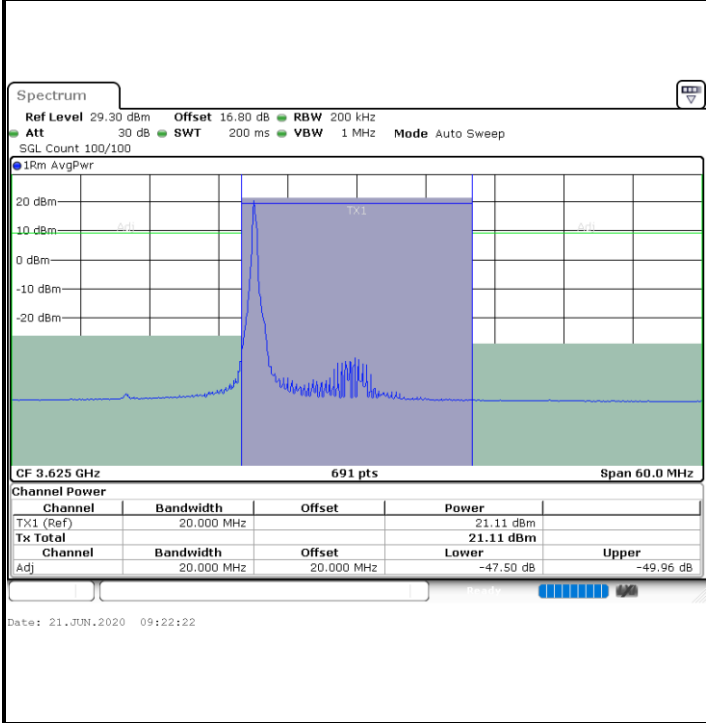 Spectrum
Ref Level 29.30 dBm Offset 16.80 dB RBW 200 kHz
Att 30 dB SWT 200 ms VBW 1 MHz Mode Auto Sweep
SGL Count 100/100
1Rm AvgPwr
20 dBm
TX1
Adj Adj
10 dBm
0 dBm
-10 dBm
-20 dBm
CF 3.625 GHz 691 pts Span 60.0 MHz
Channel Power
Channel Bandwidth Offset Power
TX1 (Ref) 20.000 MHz 21.11 dBm
Tx Total 21.11 dBm
Channel Bandwidth Offset Lower Upper
Adj 20.000 MHz 20.000 MHz -47.50 dB -49.96 dB
Ready
Date: 21.JUN.2020 09:22:22